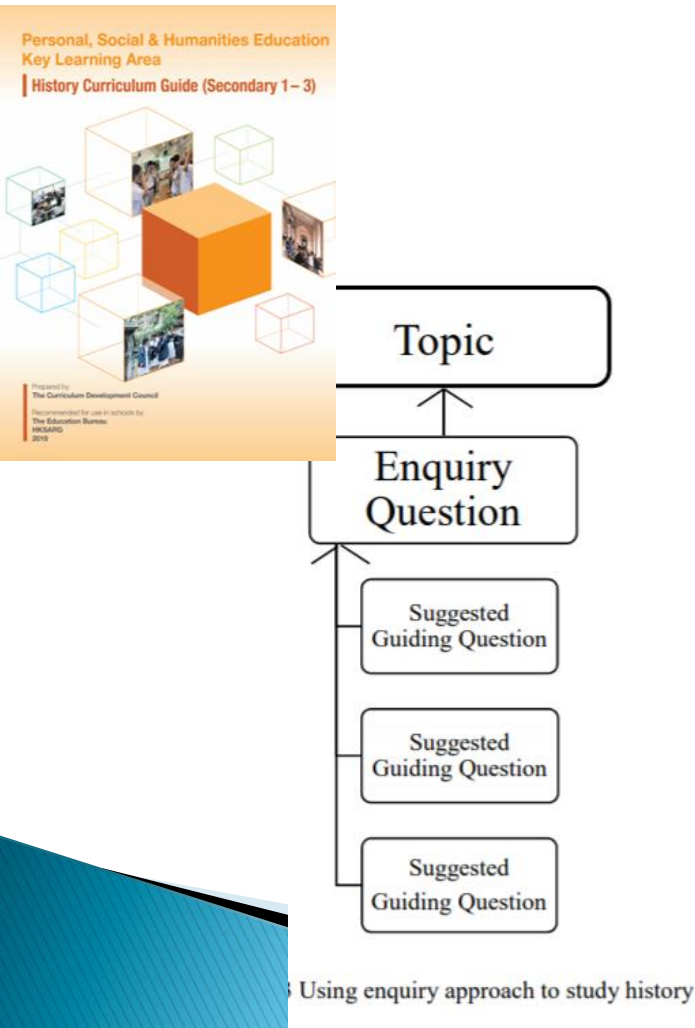 Personal, Social & Humanities Education
Key Learning Area
History Curriculum Guide (Secondary 1 – 3)
Prepared by
The Curriculum Development Council
Recommended for use in schools by
The Education Bureau
HKSARG
2019
Topic
Enquiry
Question
Suggested
Guiding Question
Suggested
Guiding Question
Suggested
Guiding Question
Using enquiry approach to study history